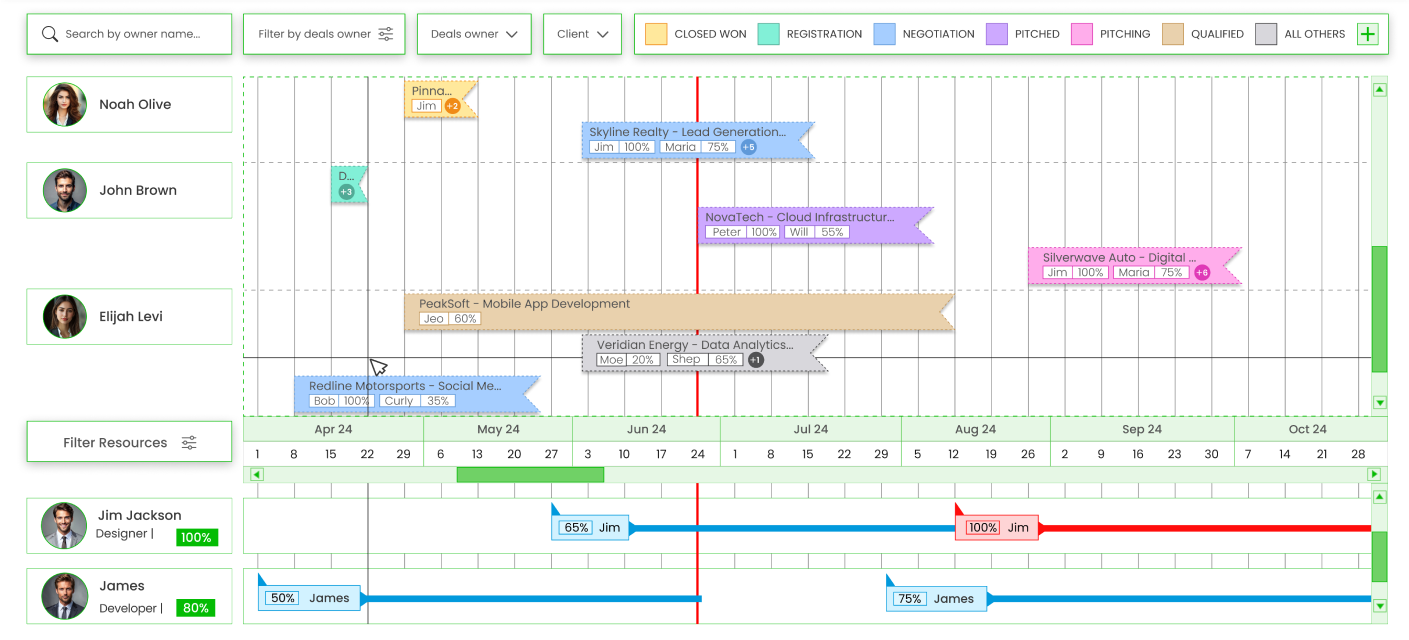 Search by owner name...
Filter by deals owner
Deals owner
Client
CLOSED WON
REGISTRATION
NEGOTIATION
PITCHED
PITCHING
QUALIFIED
ALL OTHERS
Noah Olive
Pinna...
Jim +2
Skyline Realty - Lead Generation...
Jim 100% Maria 75% +5
John Brown
D...
+3
NovaTech - Cloud Infrastructur...
Peter 100% Will 55%
Silverwave Auto - Digital ...
Jim 100% Maria 75% +6
Elijah Levi
PeakSoft - Mobile App Development
Jeo 60%
Veridian Energy - Data Analytics...
Moe 20% Shep 65% +1
Redline Motorsports - Social Me...
Bob 100% Curly 35%
Filter Resources
Apr 24 May 24 Jun 24 Jul 24 Aug 24 Sep 24 Oct 24
1 8 15 22 29 6 13 20 27 3 10 17 24 1 8 15 22 29 5 12 19 26 2 9 16 23 30 7 14 21 28
Jim Jackson
Designer | 100%
65% Jim
100% Jim
James
Developer | 80%
50% James
75% James